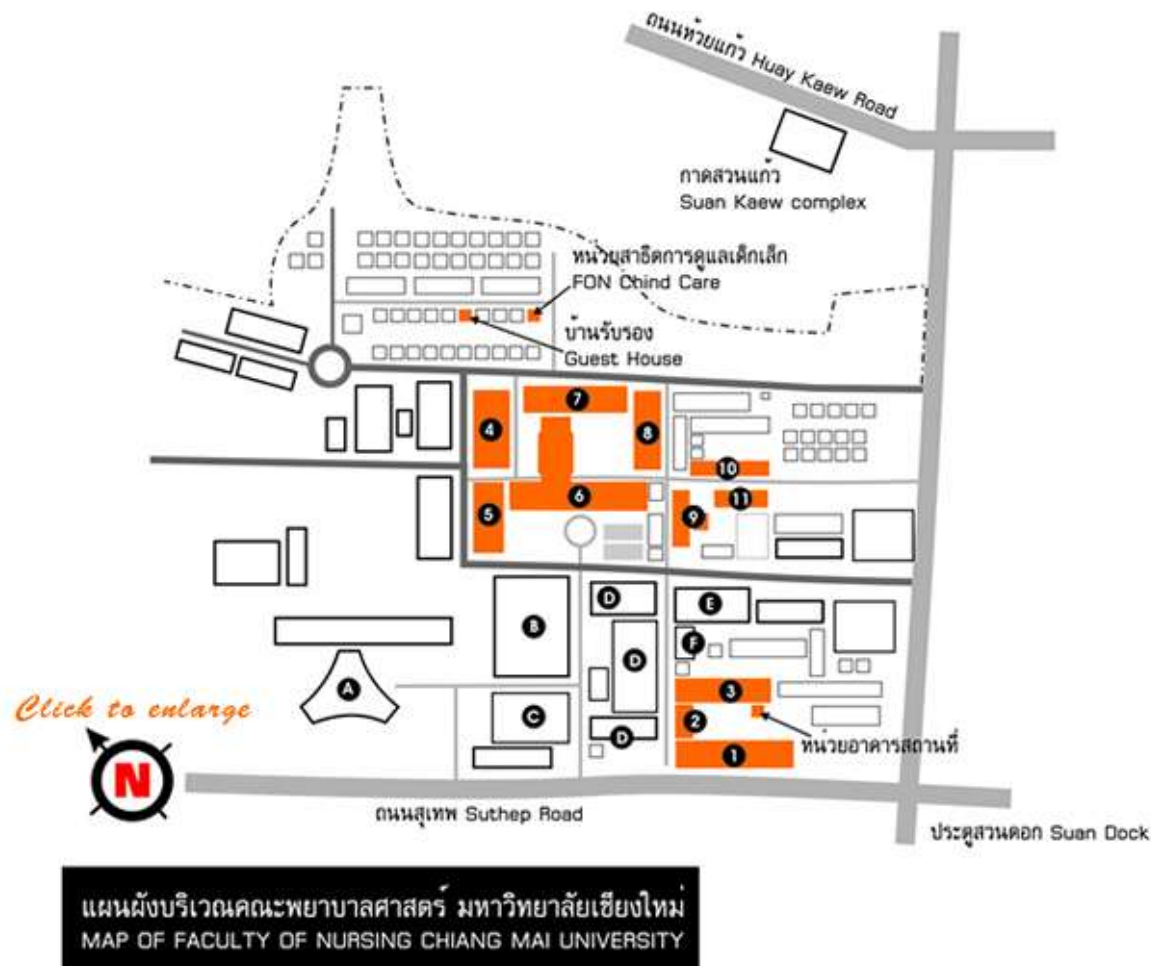 ถนนห้วยแก้ว Huay Kaew Road
กาดสวนแก้ว
Suan Kaew complex
หน่วยสาธิตการดูแลเด็กเล็ก
FON Chind Care
บ้านรับรอง
Guest House
7
4
8
10
11
6
5
9
D
E
B
F
D
A
3
C
2
D
1
หน่วยอาคารสถานที่
Click to enlarge
N
ถนนสุเทพ Suthep Road
ประตูสวนดอก Suan Dock
แผนผังบริเวณคณะพยาบาลศาสตร์ มหาวิทยาลัยเชียงใหม่
MAP OF FACULTY OF NURSING CHIANG MAI UNIVERSITY